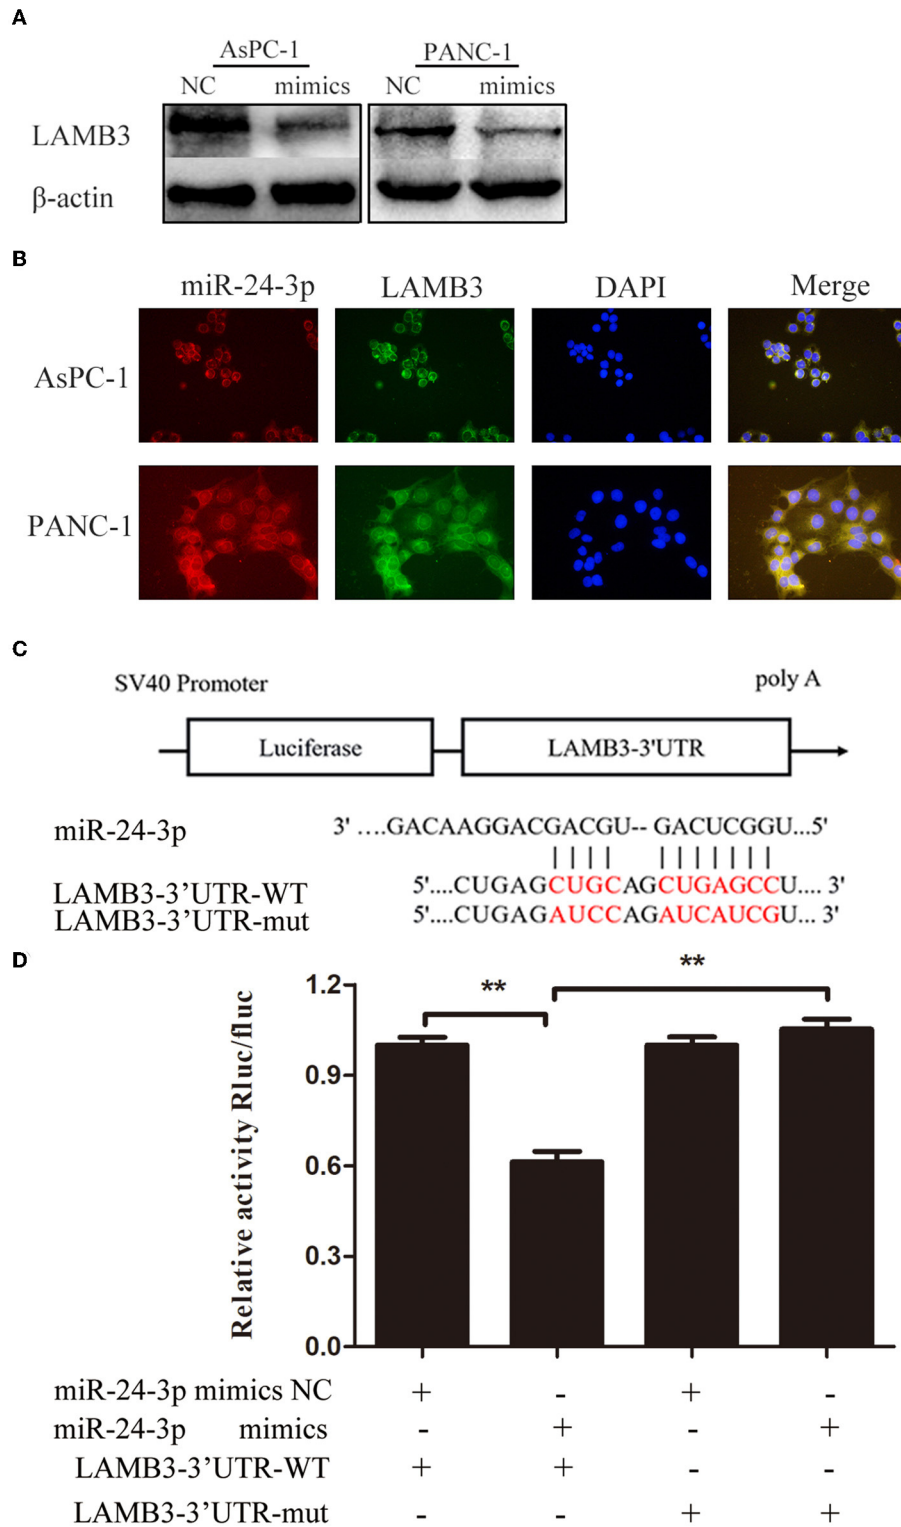 A
AsPC-1 PANC-1
NC mimics NC mimics
LAMB3
β-actin
B
miR-24-3p LAMB3 DAPI Merge
AsPC-1
PANC-1
C
SV40 Promoter poly A
Luciferase LAMB3-3'UTR
miR-24-3p 3' ....GACAAGGACGACGU-- GACUCGGU...5'
LAMB3-3'UTR-WT 5'....CUGAGCUGCAGCUGAGCCU.... 3'
LAMB3-3'UTR-mut 5'....CUGAGAUCCAGAUCAUCGU... 3'
D
** **
Relative activity Rluc/fluc
1.2
0.9
0.6
0.3
0.0
miR-24-3p mimics NC + - + -
miR-24-3p mimics - + - +
LAMB3-3'UTR-WT + + - -
LAMB3-3'UTR-mut - - + +